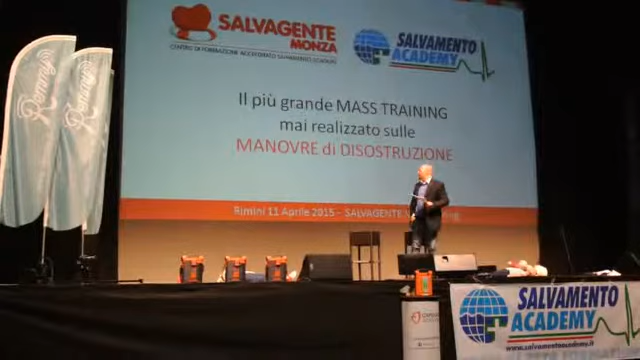 SALVAGENTE
MONZA
CENTRO DI FORMAZIONE ACCREDITATO SALVAMENTO ACADEMY
SALVAMENTO
ACADEMY
Il più grande MASS TRAINING
mai realizzato sulle
MANOVRE di DISOSTRUZIONE
Rimini 11 Aprile 2015 - SALVAGENTE
SALVAMENTO
ACADEMY
www.salvamentoacademy.it